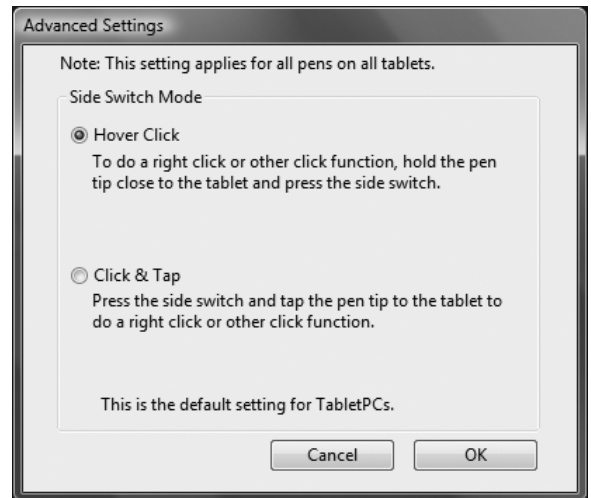 Advanced Settings
Note: This setting applies for all pens on all tablets.
Side Switch Mode
Hover Click
To do a right click or other click function, hold the pen
tip close to the tablet and press the side switch.
Click & Tap
Press the side switch and tap the pen tip to the tablet to
do a right click or other click function.
This is the default setting for TabletPCs.
Cancel
OK